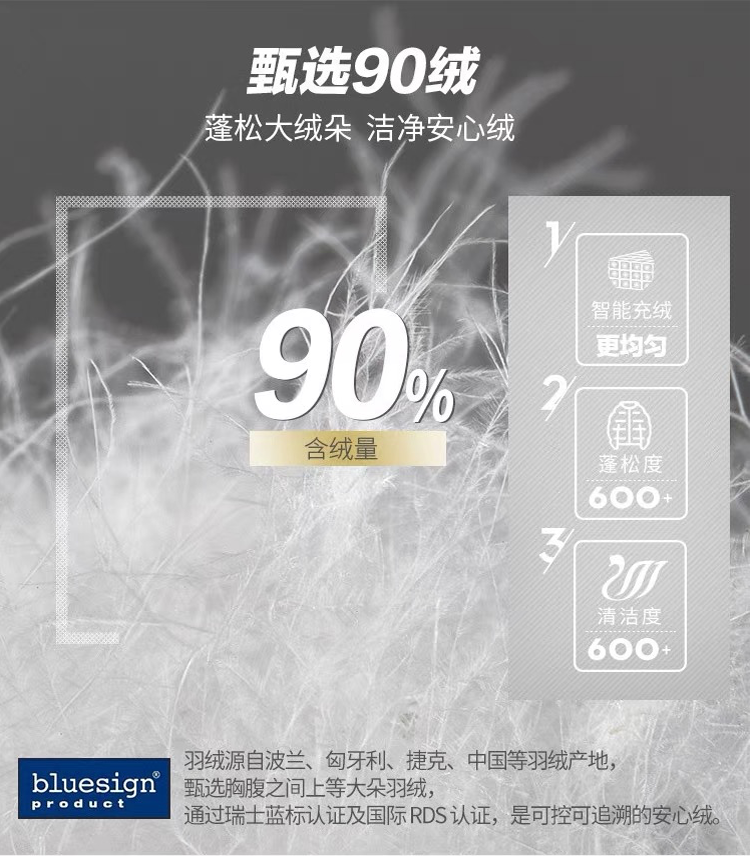 甄选90绒
蓬松大绒朵 洁净安心绒
90%
含绒量
1
智能充绒
更均匀
2
蓬松度
600+
3
清洁度
600+
bluesign®
product
羽绒源自波兰、匈牙利、捷克、中国等羽绒产地，
甄选胸腹之间上等大朵羽绒，
通过瑞士蓝标认证及国际 RDS 认证，是可控可追溯的安心绒。